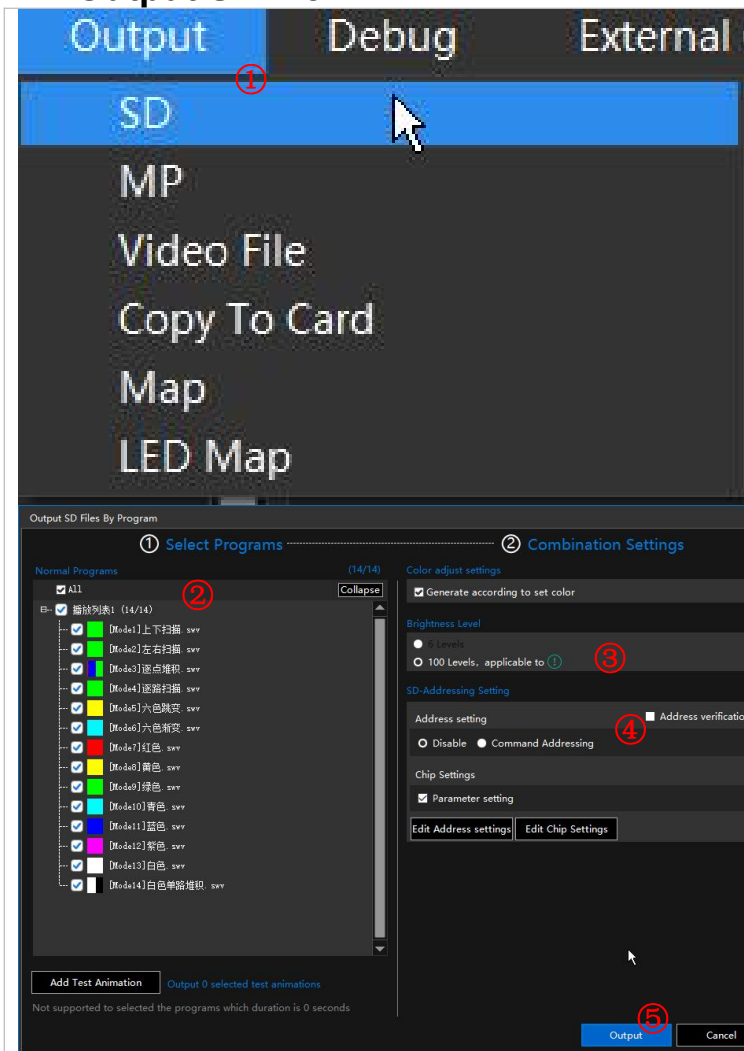 Output Debug External
①
SD
MP
Video File
Copy To Card
Map
LED Map
Output SD Files By Program
① Select Programs ② Combination Settings
Normal Programs (14/14)
All ② Collapse
播放列表1 (14/14)
[Mode1]上下扫描.swv
[Mode2]左右扫描.swv
[Mode3]逐点堆积.swv
[Mode4]逐路扫描.swv
[Mode5]六色跳变.swv
[Mode6]六色渐变.swv
[Mode7]红色.swv
[Mode8]黄色.swv
[Mode9]绿色.swv
[Mode10]青色.swv
[Mode11]蓝色.swv
[Mode12]紫色.swv
[Mode13]白色.swv
[Mode14]白色单路堆积.swv
Add Test Animation Output 0 selected test animations
Not supported to selected the programs which duration is 0 seconds
Color adjust settings
Generate according to set color
Brightness Level
6 Levels
100 Levels, applicable to ! ③
SD-Addressing Setting
Address setting ④ Address verificatio
Disable Command Addressing
Chip Settings
Parameter setting
Edit Address settings Edit Chip Settings
⑤
Output Cancel